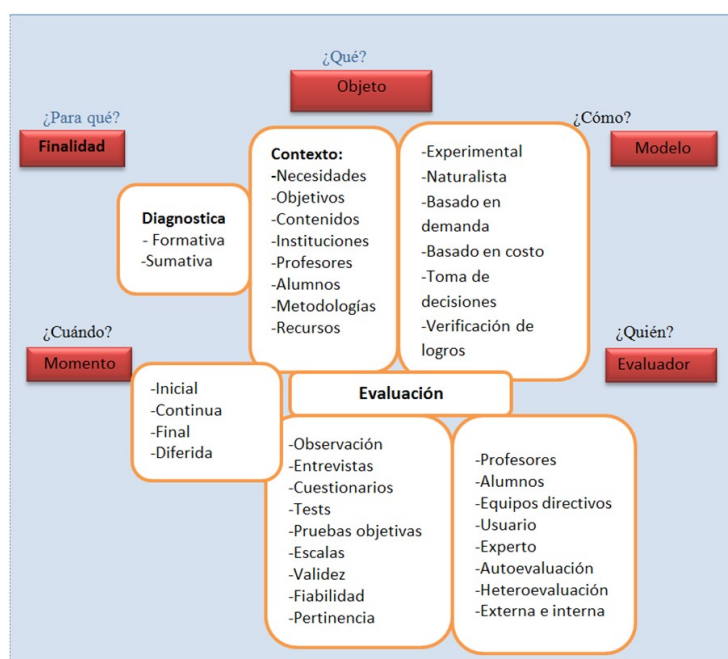 ¿Qué?
Objeto
¿Para qué?
Finalidad
¿Cómo?
Modelo
Diagnostica
- Formativa
-Sumativa
Contexto:
-Necesidades
-Objetivos
-Contenidos
-Instituciones
-Profesores
-Alumnos
-Metodologías
-Recursos
-Experimental
-Naturalista
-Basado en
demanda
-Basado en costo
-Toma de
decisiones
-Verificación de
logros
¿Cuándo?
Momento
¿Quién?
Evaluador
-Inicial
-Continua
-Final
-Diferida
Evaluación
-Observación
-Entrevistas
-Cuestionarios
-Tests
-Pruebas objetivas
-Escalas
-Validez
-Fiabilidad
-Pertinencia
-Profesores
-Alumnos
-Equipos directivos
-Usuario
-Experto
-Autoevaluación
-Heteroevaluación
-Externa e interna